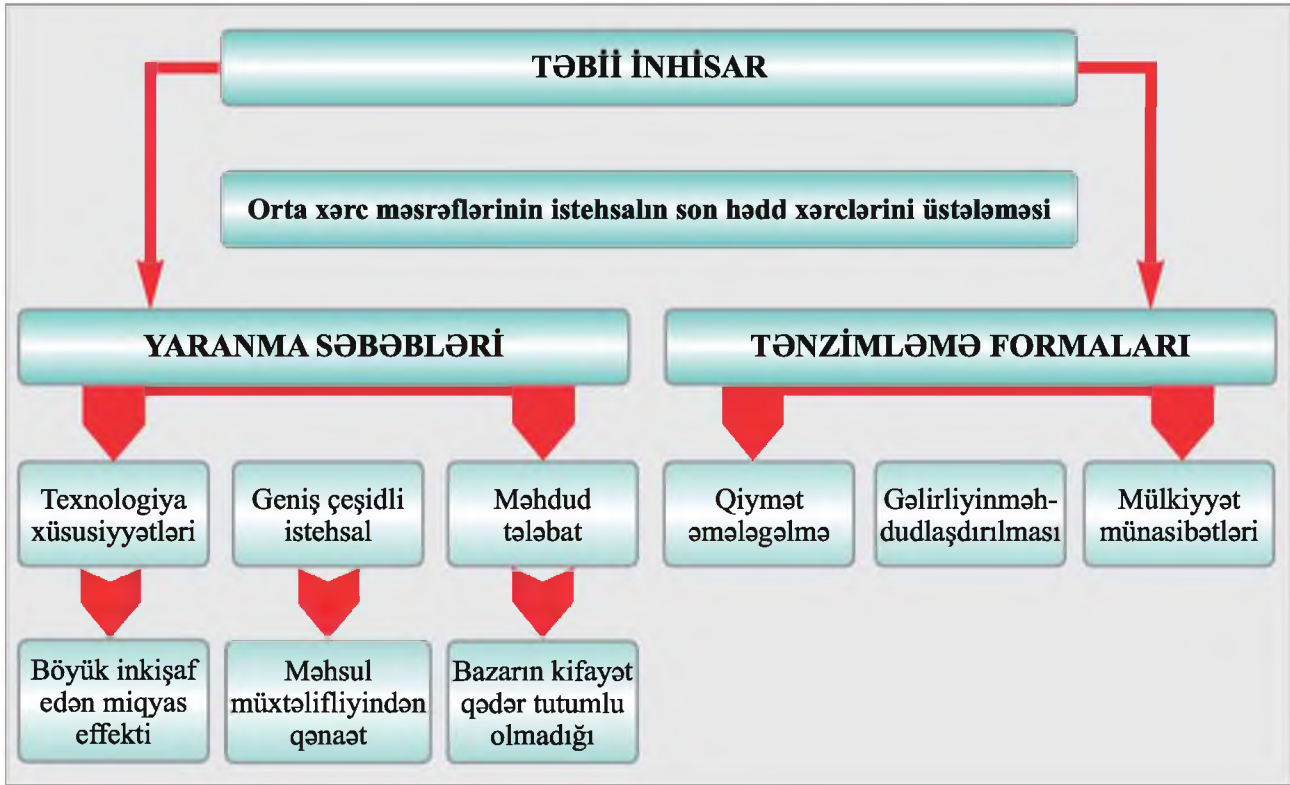 TƏBİİ İNHİSAR
Orta xərc məsrəflərinin istehsalın son hədd xərclərini üstələməsi
YARANMA SƏBƏBLƏRİ
TƏNZİMLƏMƏ FORMALARI
Texnologiya
xüsusiyyətləri
Geniş çeşidli
istehsal
Məhdud
tələbat
Qiymət
əmələgəlmə
Gəlirliyinməh-
dudlaşdırılması
Mülkiyyət
münasibətləri
Böyük inkişaf
edən miqyas
effekti
Məhsul
müxtəlifliyindən
qənaət
Bazarın kifayət
qədər tutumlu
olmadığı